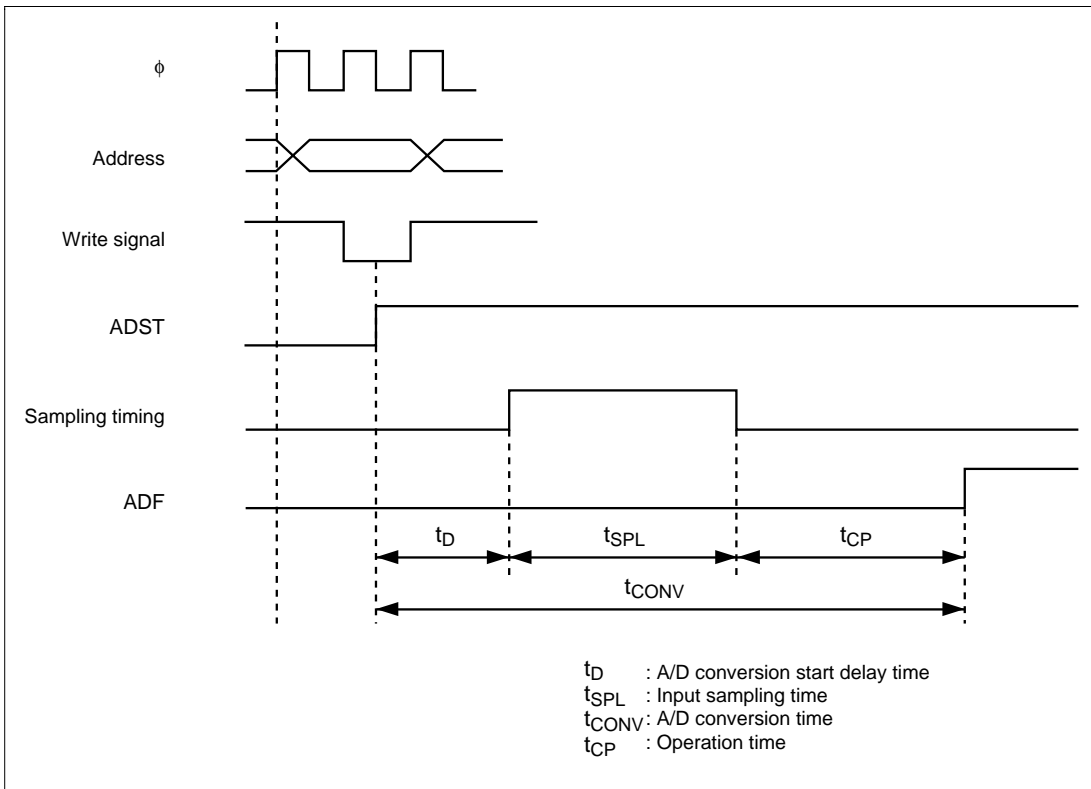 ϕ
Address
Write signal
ADST
Sampling timing
ADF
tD tSPL tCP
tCONV
tD : A/D conversion start delay time
tSPL : Input sampling time
tCONV : A/D conversion time
tCP : Operation time